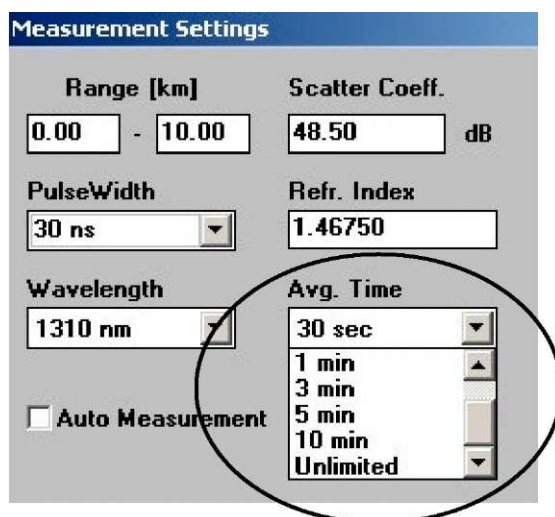 Measurement Settings
Range [km]
0.00 - 10.00
Scatter Coeff.
48.50 dB
PulseWidth
30 ns
Refr. Index
1.46750
Wavelength
1310 nm
Avg. Time
30 sec
1 min
3 min
5 min
10 min
Unlimited
Auto Measurement